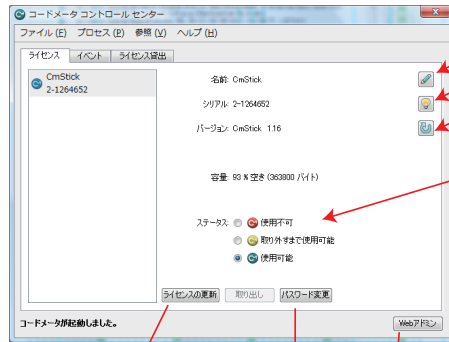 コードメータ コントロール センター
ファイル (F) プロセス (P) 参照 (V) ヘルプ (H)
ライセンス イベント ライセンス貸出
CmStick
2-1264652
名前: CmStick
シリアル: 2-1264652
バージョン: CmStick 1.16
容量: 93 % 空き (363800 バイト)
ステータス: 使用不可
取り外すまで使用可能
使用可能
ライセンスの更新 取り出し パスワード変更
コードメータが起動しました。 Webアドミン